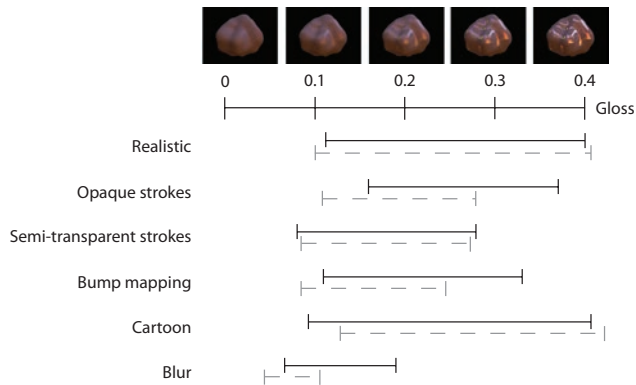 0 0.1 0.2 0.3 0.4
Gloss
Realistic
Opaque strokes
Semi-transparent strokes
Bump mapping
Cartoon
Blur